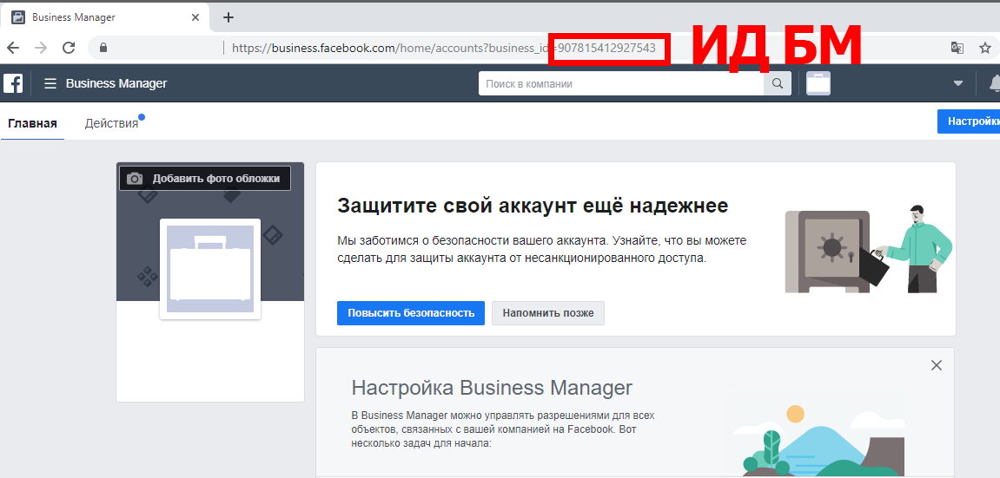 Business Manager
https://business.facebook.com/home/accounts?business_id=907815412927543
ИД БМ
Business Manager
Поиск в компании
Главная
Действия
Настройки
Добавить фото обложки
Защитите свой аккаунт ещё надежнее
Мы заботимся о безопасности вашего аккаунта. Узнайте, что вы можете
сделать для защиты аккаунта от несанкционированного доступа.
Повысить безопасность
Напомнить позже
Настройка Business Manager
В Business Manager можно управлять разрешениями для всех
объектов, связанных с вашей компанией на Facebook. Вот
несколько задач для начала: